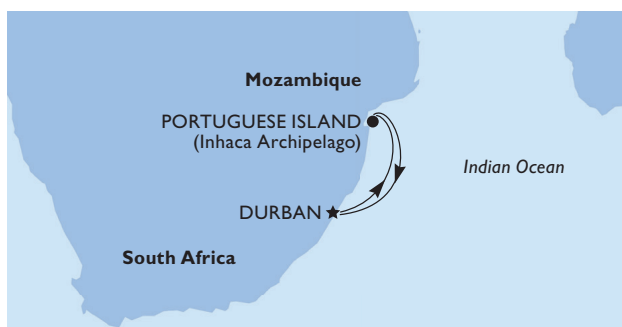 Mozambique
PORTUGUESE ISLAND
(Inhaca Archipelago)
Indian Ocean
DURBAN
South Africa